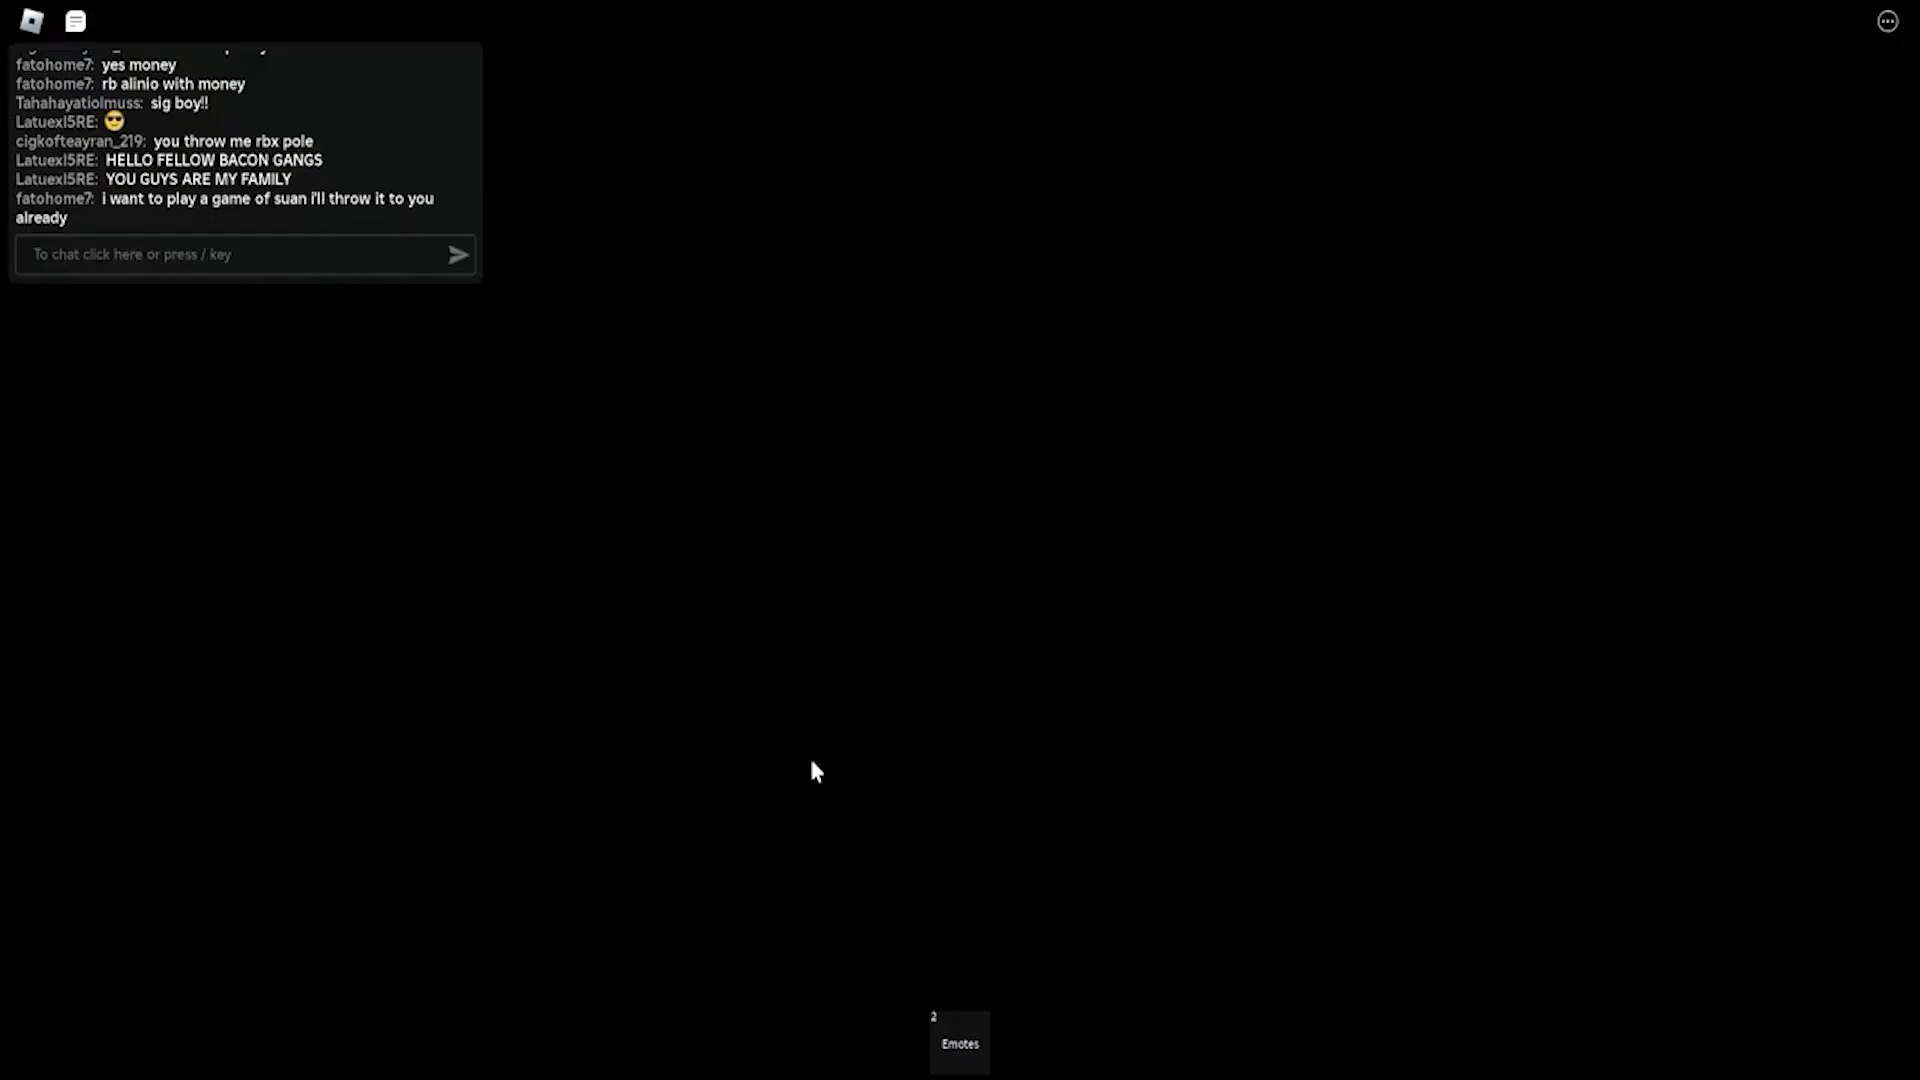 fatohome7: yes money
fatohome7: rb alinio with money
Tahahayatiolmuss: sig boy!!
Latuexl5RE: 😎
cigkofteayran_219: you throw me rbx pole
Latuexl5RE: HELLO FELLOW BACON GANGS
Latuexl5RE: YOU GUYS ARE MY FAMILY
fatohome7: i want to play a game of suan i'll throw it to you
already
To chat click here or press / key
2
Emotes